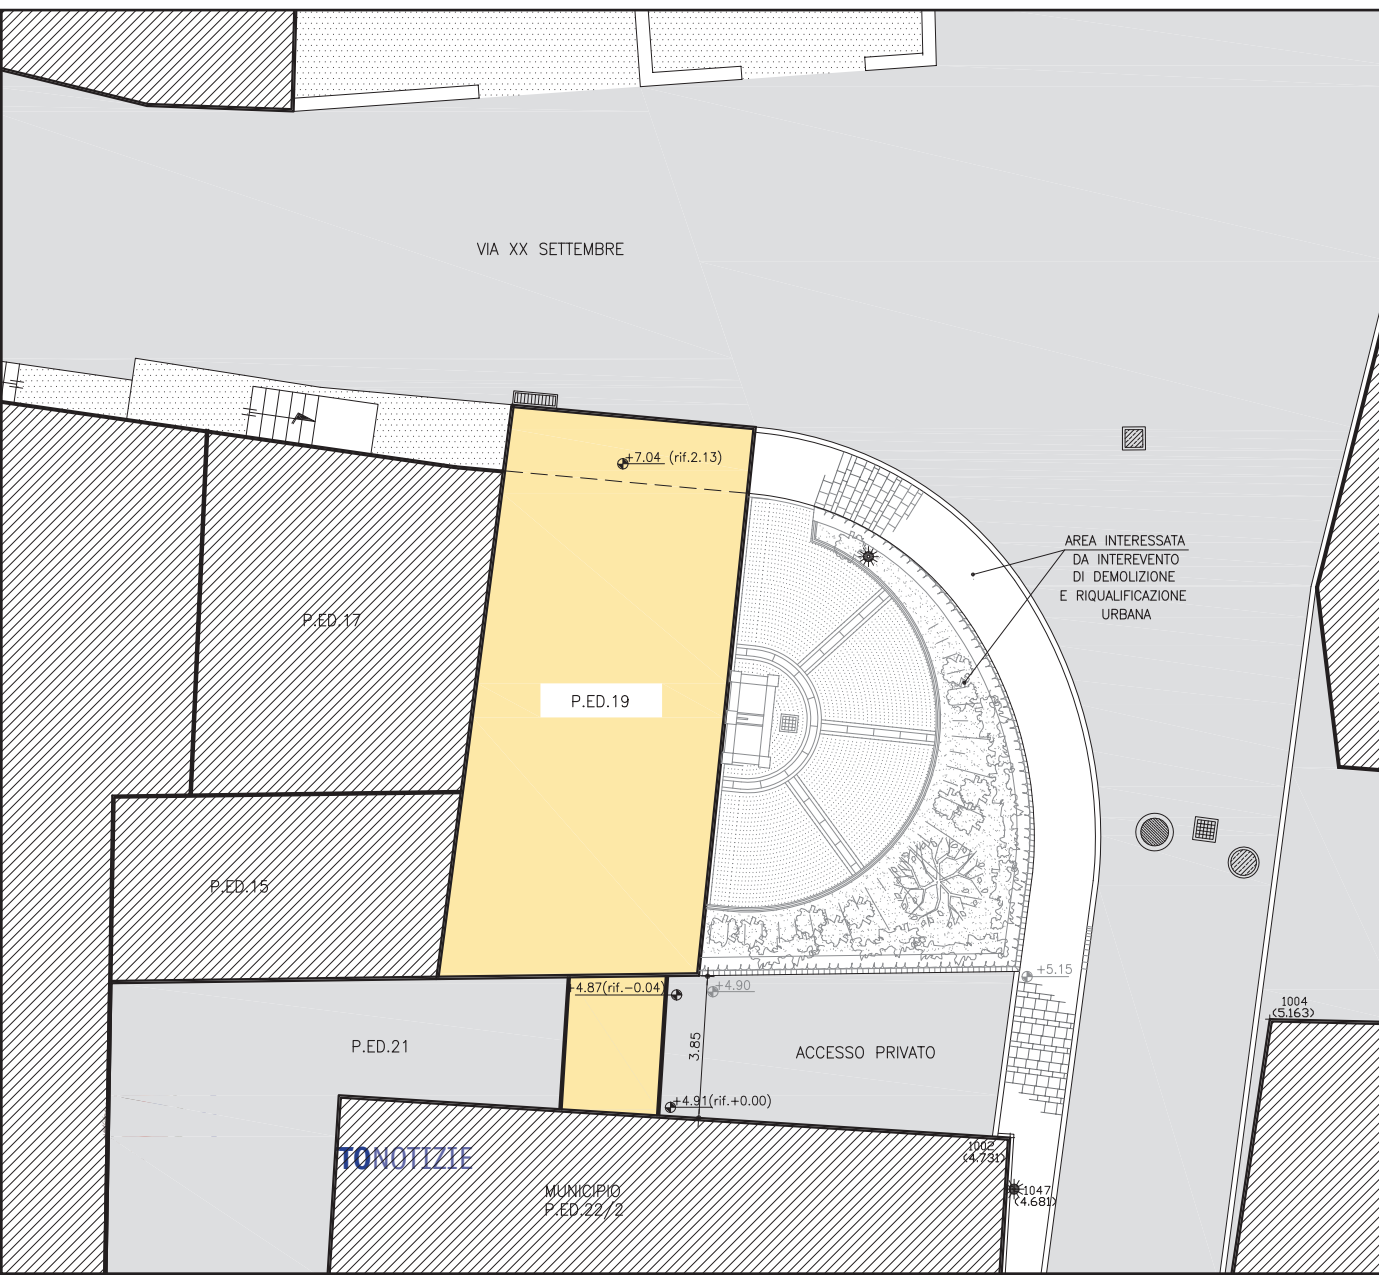 VIA XX SETTEMBRE
+7.04 (rif.2.13)
AREA INTERESSATA
DA INTEREVENTO
DI DEMOLIZIONE
E RIQUALIFICAZIONE
URBANA
P.ED.17
P.ED.19
P.ED.15
+4.87(rif.-0.04)
+4.90
+5.15
1004
(5.163)
P.ED.21
3.85
ACCESSO PRIVATO
+4.91(rif.+0.00)
1002
(4.731)
TONOTIZIE
MUNICIPIO
P.ED.22/2
1047
(4.681)